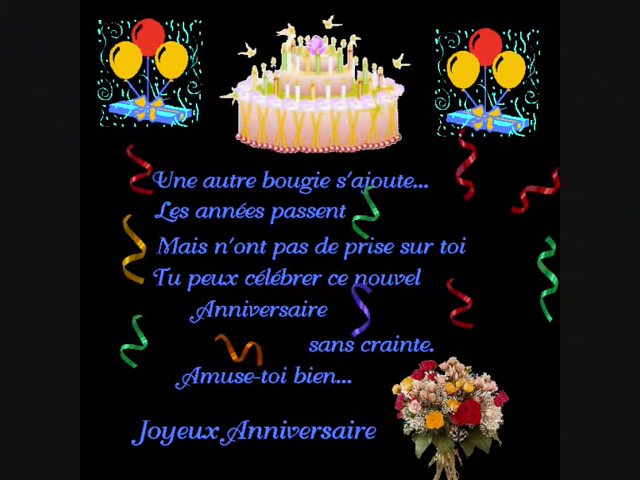 Une autre bougie s'ajoute...
Les années passent
Mais n'ont pas de prise sur toi
Tu peux célébrer ce nouvel
Anniversaire
sans crainte.
Amuse-toi bien...
Joyeux Anniversaire